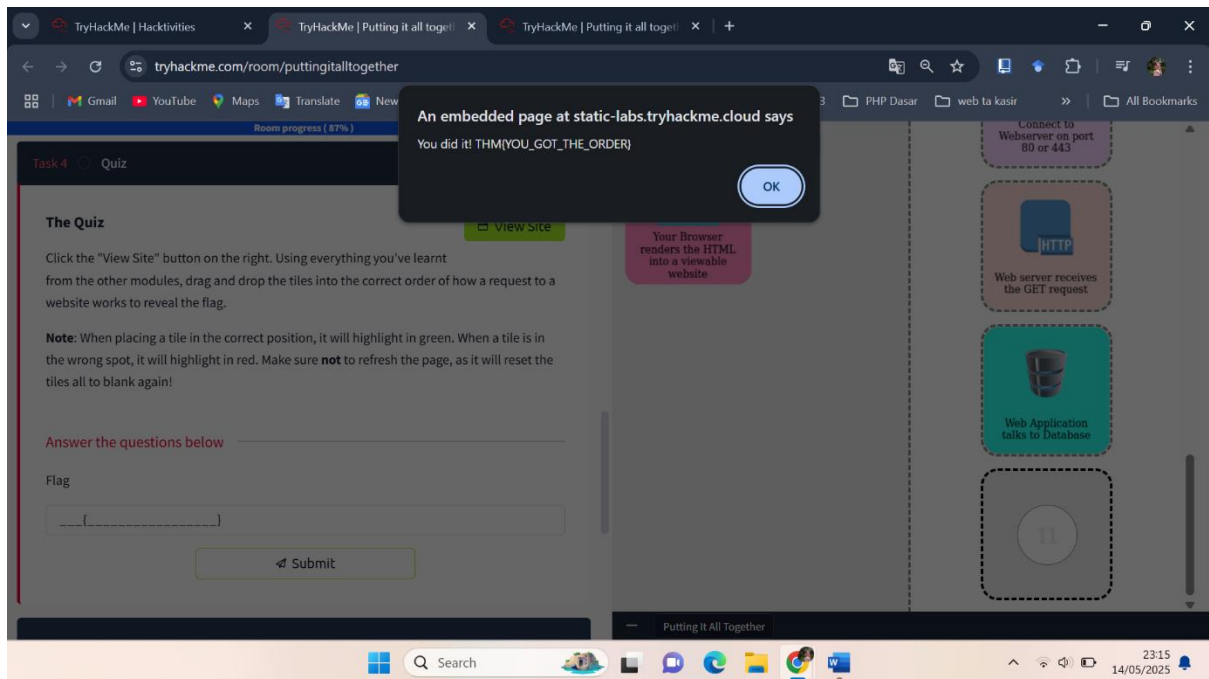 TryHackMe | Hacktivities
TryHackMe | Putting it all toget
TryHackMe | Putting it all toget
tryhackme.com/room/puttingitalltogether
Gmail
YouTube
Maps
Translate
New
PHP Dasar
web ta kasir
»
All Bookmarks
An embedded page at static-labs.tryhackme.cloud says
You did it! THM{YOU_GOT_THE_ORDER}
OK
Room progress ( 87% )
Task 4
Quiz
The Quiz
View Site
Click the "View Site" button on the right. Using everything you've learnt
from the other modules, drag and drop the tiles into the correct order of how a request to a
website works to reveal the flag.
Note: When placing a tile in the correct position, it will highlight in green. When a tile is in
the wrong spot, it will highlight in red. Make sure not to refresh the page, as it will reset the
tiles all to blank again!
Answer the questions below
Flag
___{_________________}
Submit
Your Browser
renders the HTML
into a viewable
website
Connect to
Webserver on port
80 or 443
HTTP
Web server receives
the GET request
Web Application
talks to Database
11
Putting It All Together
Search
23:15
14/05/2025